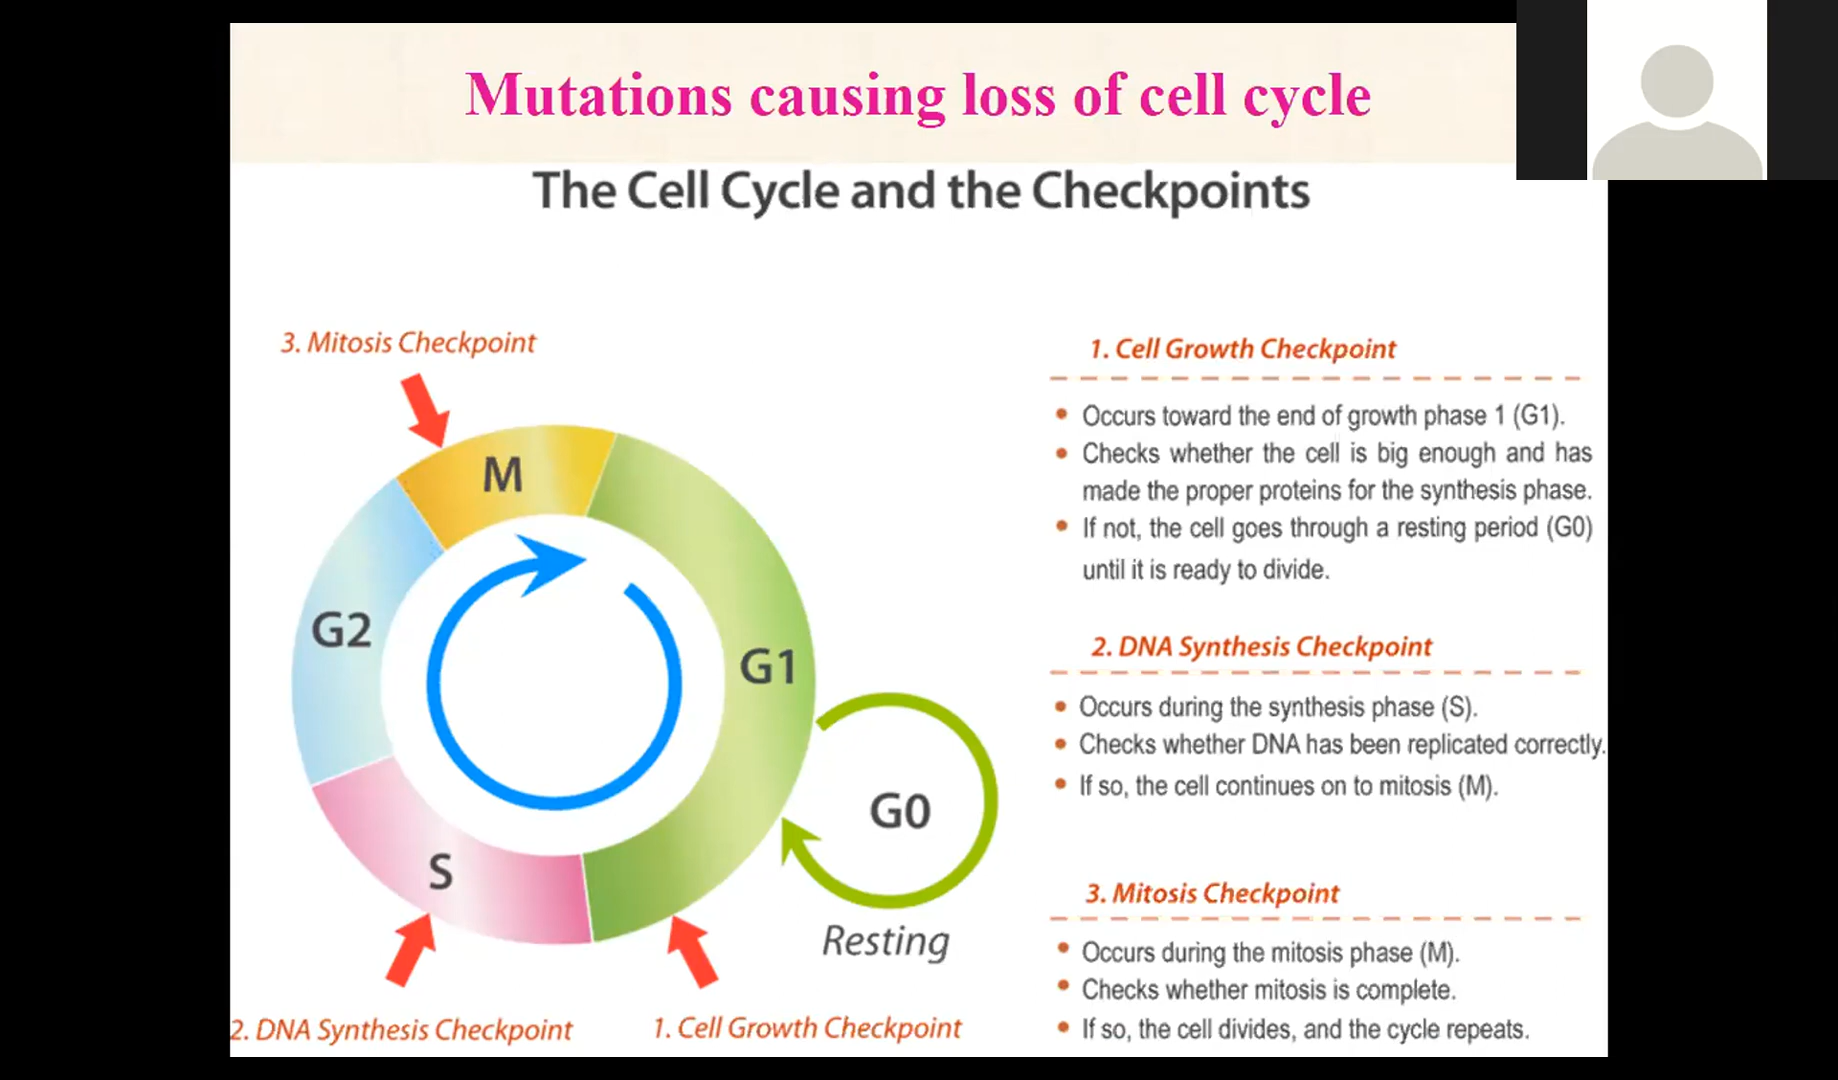 Mutations causing loss of cell cycle
The Cell Cycle and the Checkpoints
3. Mitosis Checkpoint
M
G2
G1
S
G0
Resting
2. DNA Synthesis Checkpoint
1. Cell Growth Checkpoint
1. Cell Growth Checkpoint
• Occurs toward the end of growth phase 1 (G1).
• Checks whether the cell is big enough and has
made the proper proteins for the synthesis phase.
• If not, the cell goes through a resting period (G0)
until it is ready to divide.
2. DNA Synthesis Checkpoint
• Occurs during the synthesis phase (S).
• Checks whether DNA has been replicated correctly.
• If so, the cell continues on to mitosis (M).
3. Mitosis Checkpoint
• Occurs during the mitosis phase (M).
• Checks whether mitosis is complete.
• If so, the cell divides, and the cycle repeats.